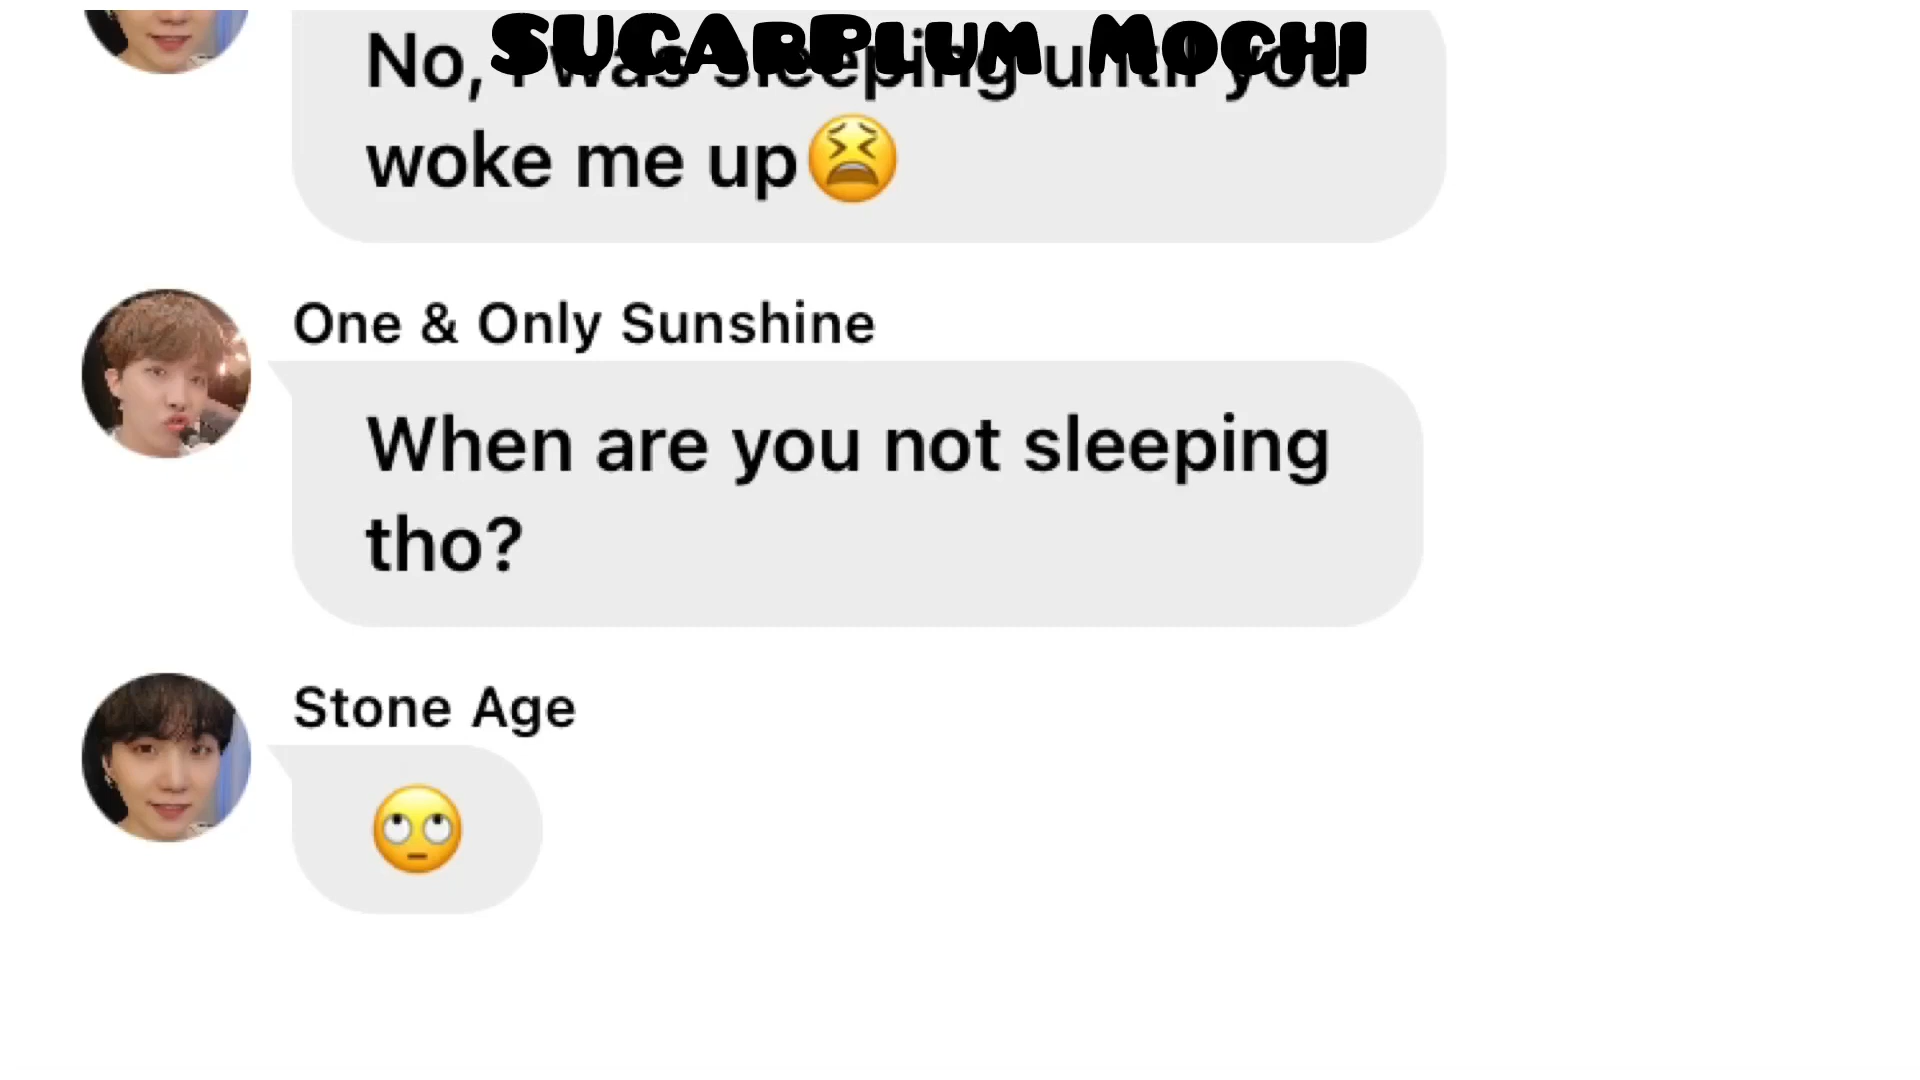 SUGARPLUM MOCHI
No, I was sleeping until you
woke me up😫
One & Only Sunshine
When are you not sleeping
tho?
Stone Age
🙄